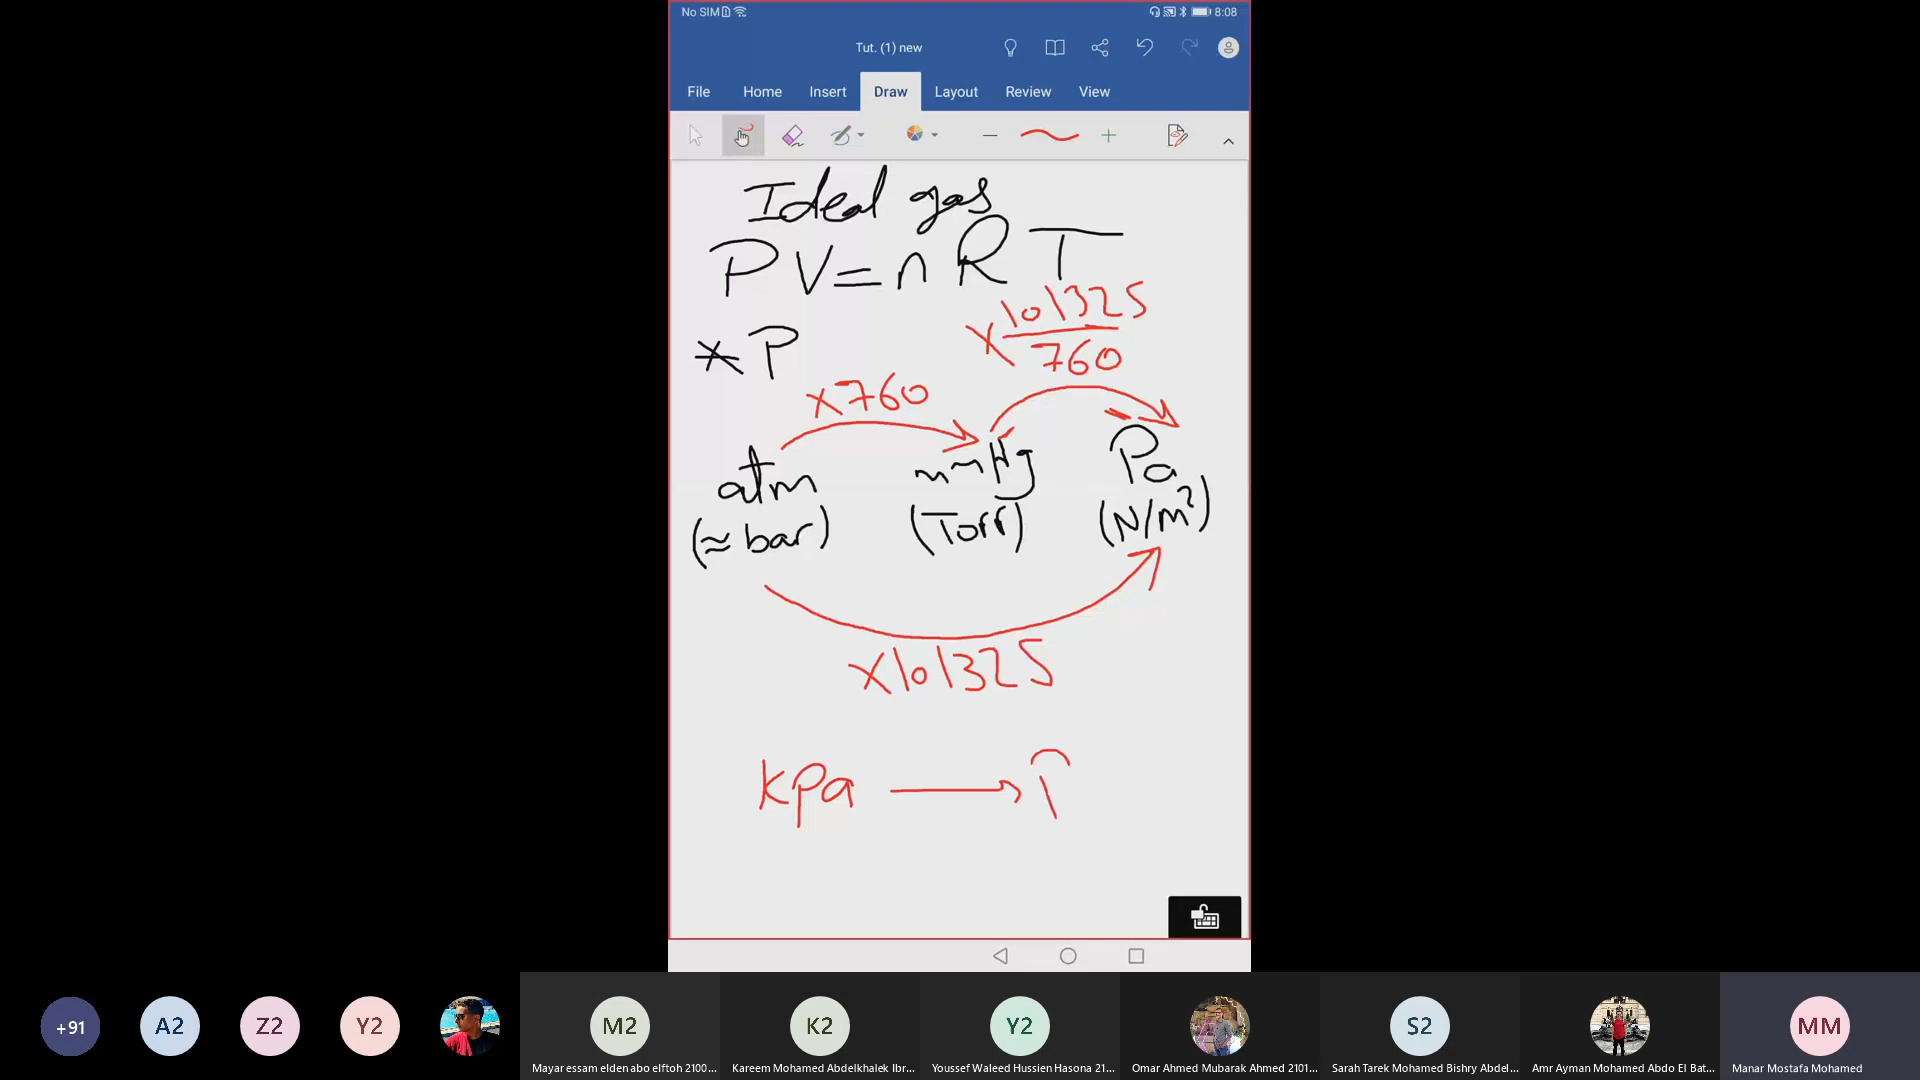 No SIM
8:08
Tut. (1) new
File Home Insert Draw Layout Review View
Ideal gas
PV=nRT
x 101325
760
* P
x760
atm mmHg Pa
(≈bar) (Torr) (N/m²)
x101325
kPa → P
+91 A2 Z2 Y2 M2 K2 Y2 S2 MM
Mayar essam elden abo elftoh 2100...
Kareem Mohamed Abdelkhalek Ibr...
Youssef Waleed Hussien Hasona 21...
Omar Ahmed Mubarak Ahmed 2101...
Sarah Tarek Mohamed Bishry Abdel...
Amr Ayman Mohamed Abdo El Bat...
Manar Mostafa Mohamed